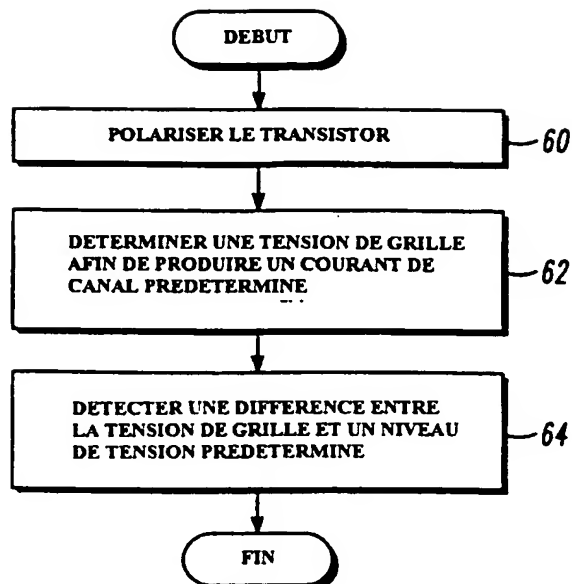 DEBUT
POLARISER LE TRANSISTOR
60
DETERMINER UNE TENSION DE GRILLE
AFIN DE PRODUIRE UN COURANT DE
CANAL PREDETERMINE
62
DETECTER UNE DIFFERENCE ENTRE
LA TENSION DE GRILLE ET UN NIVEAU
DE TENSION PREDETERMINE
64
FIN